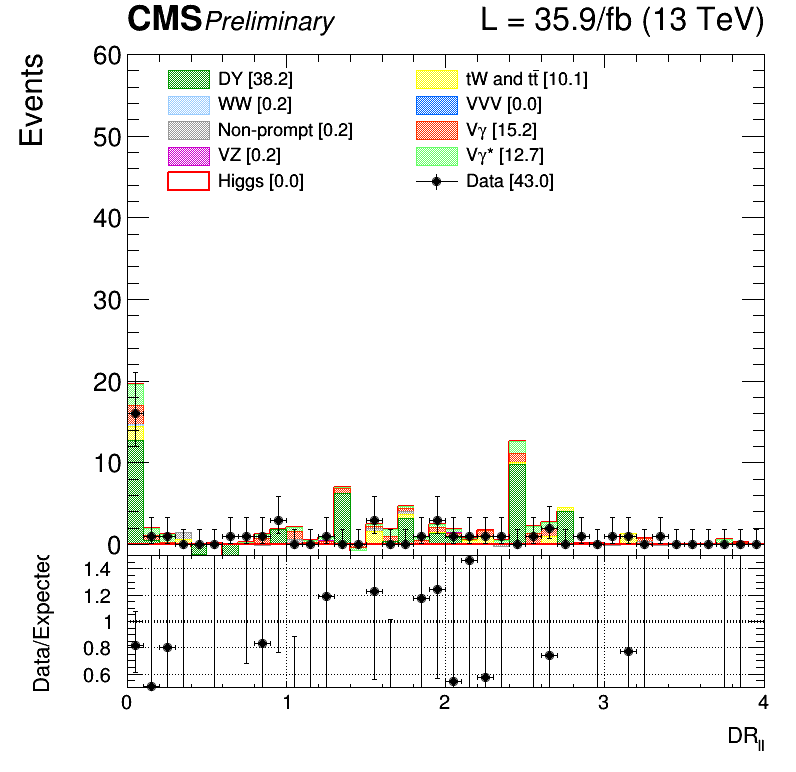 CMS Preliminary L = 35.9/fb (13 TeV)
Events
60
50
40
30
20
10
0
DY [38.2]
WW [0.2]
Non-prompt [0.2]
VZ [0.2]
Higgs [0.0]
tW and tt̄ [10.1]
VVV [0.0]
Vγ [15.2]
Vγ* [12.7]
Data [43.0]
Data/Expected
1.4
1.2
1
0.8
0.6
0 1 2 3 4
DRll